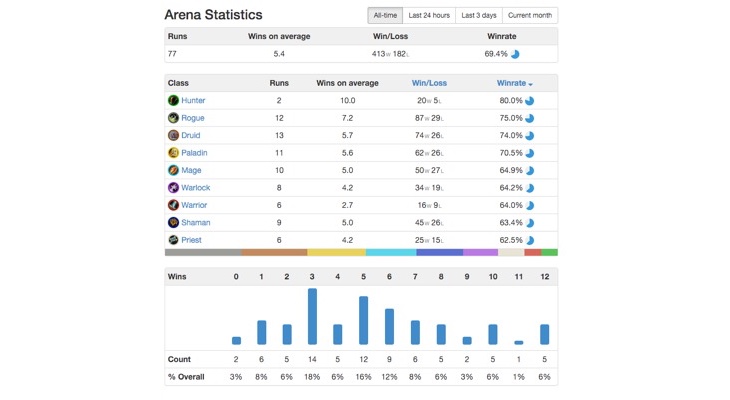 Arena Statistics All-time Last 24 hours Last 3 days Current month
Runs Wins on average Win/Loss Winrate
77 5.4 413W 182L 69.4%
Class Runs Wins on average Win/Loss Winrate
Hunter 2 10.0 20W 5L 80.0%
Rogue 12 7.2 87W 29L 75.0%
Druid 13 5.7 74W 26L 74.0%
Paladin 11 5.6 62W 26L 70.5%
Mage 10 5.0 50W 27L 64.9%
Warlock 8 4.2 34W 19L 64.2%
Warrior 6 2.7 16W 9L 64.0%
Shaman 9 5.0 45W 26L 63.4%
Priest 6 4.2 25W 15L 62.5%
Wins 0 1 2 3 4 5 6 7 8 9 10 11 12
Count 2 6 5 14 5 12 9 6 5 2 5 1 5
% Overall 3% 8% 6% 18% 6% 16% 12% 8% 6% 3% 6% 1% 6%